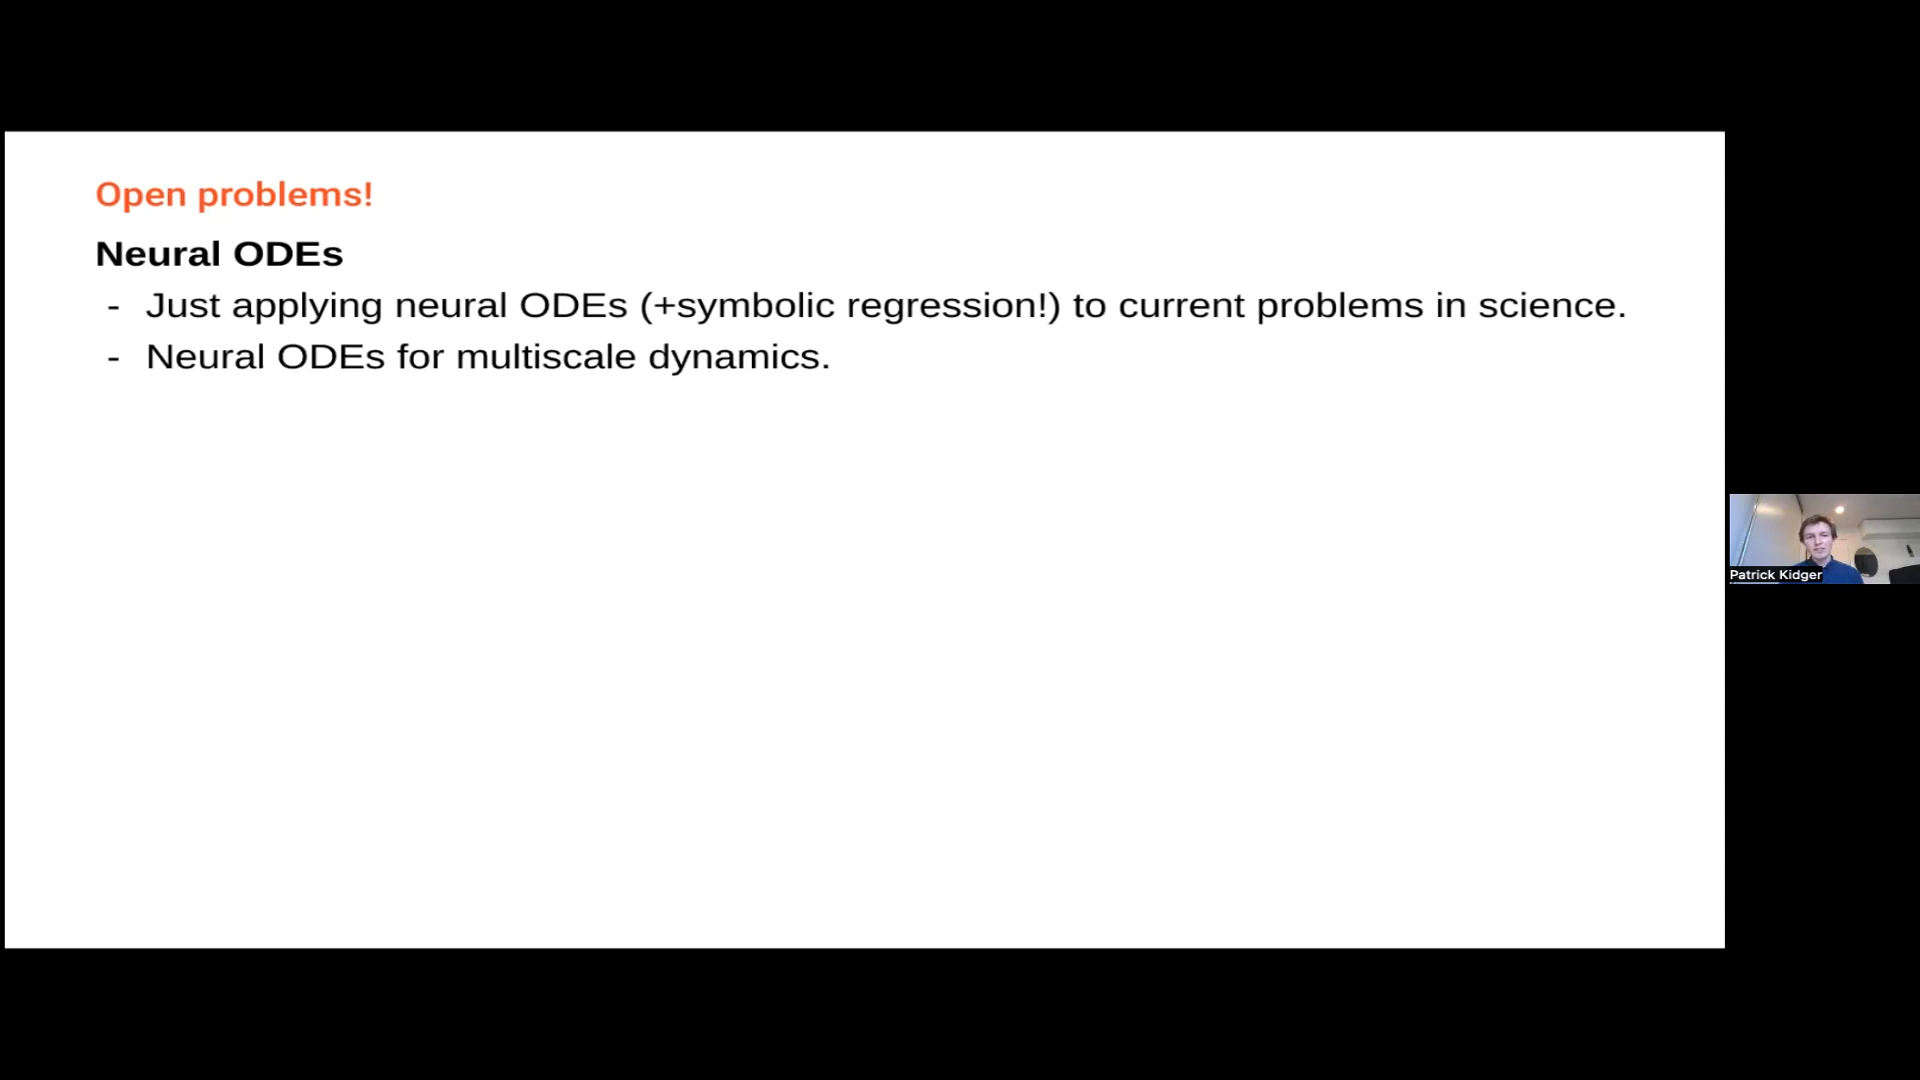 Open problems!
Neural ODEs
- Just applying neural ODEs (+symbolic regression!) to current problems in science.
- Neural ODEs for multiscale dynamics.
Patrick Kidger